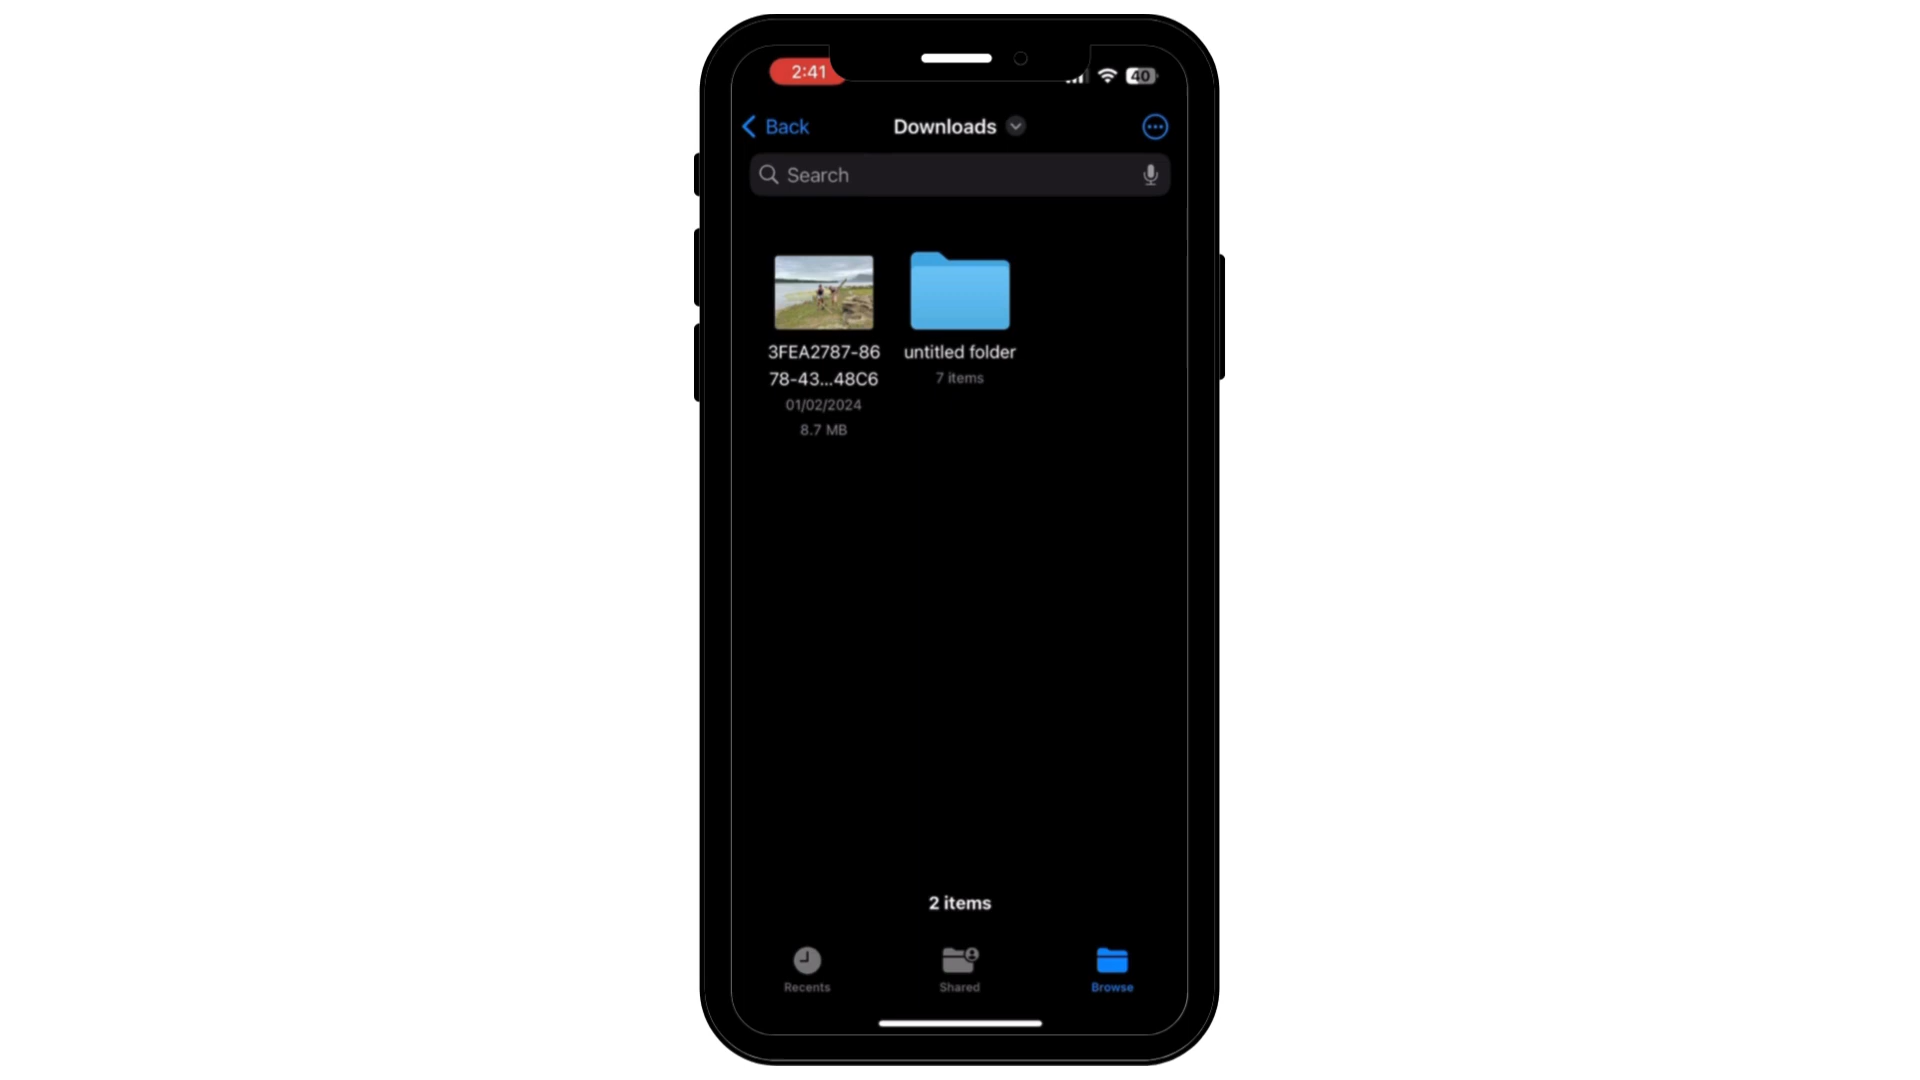 2:41
40
Back
Downloads
Search
3FEA2787-86
78-43...48C6
01/02/2024
8.7 MB
untitled folder
7 items
2 items
Recents
Shared
Browse